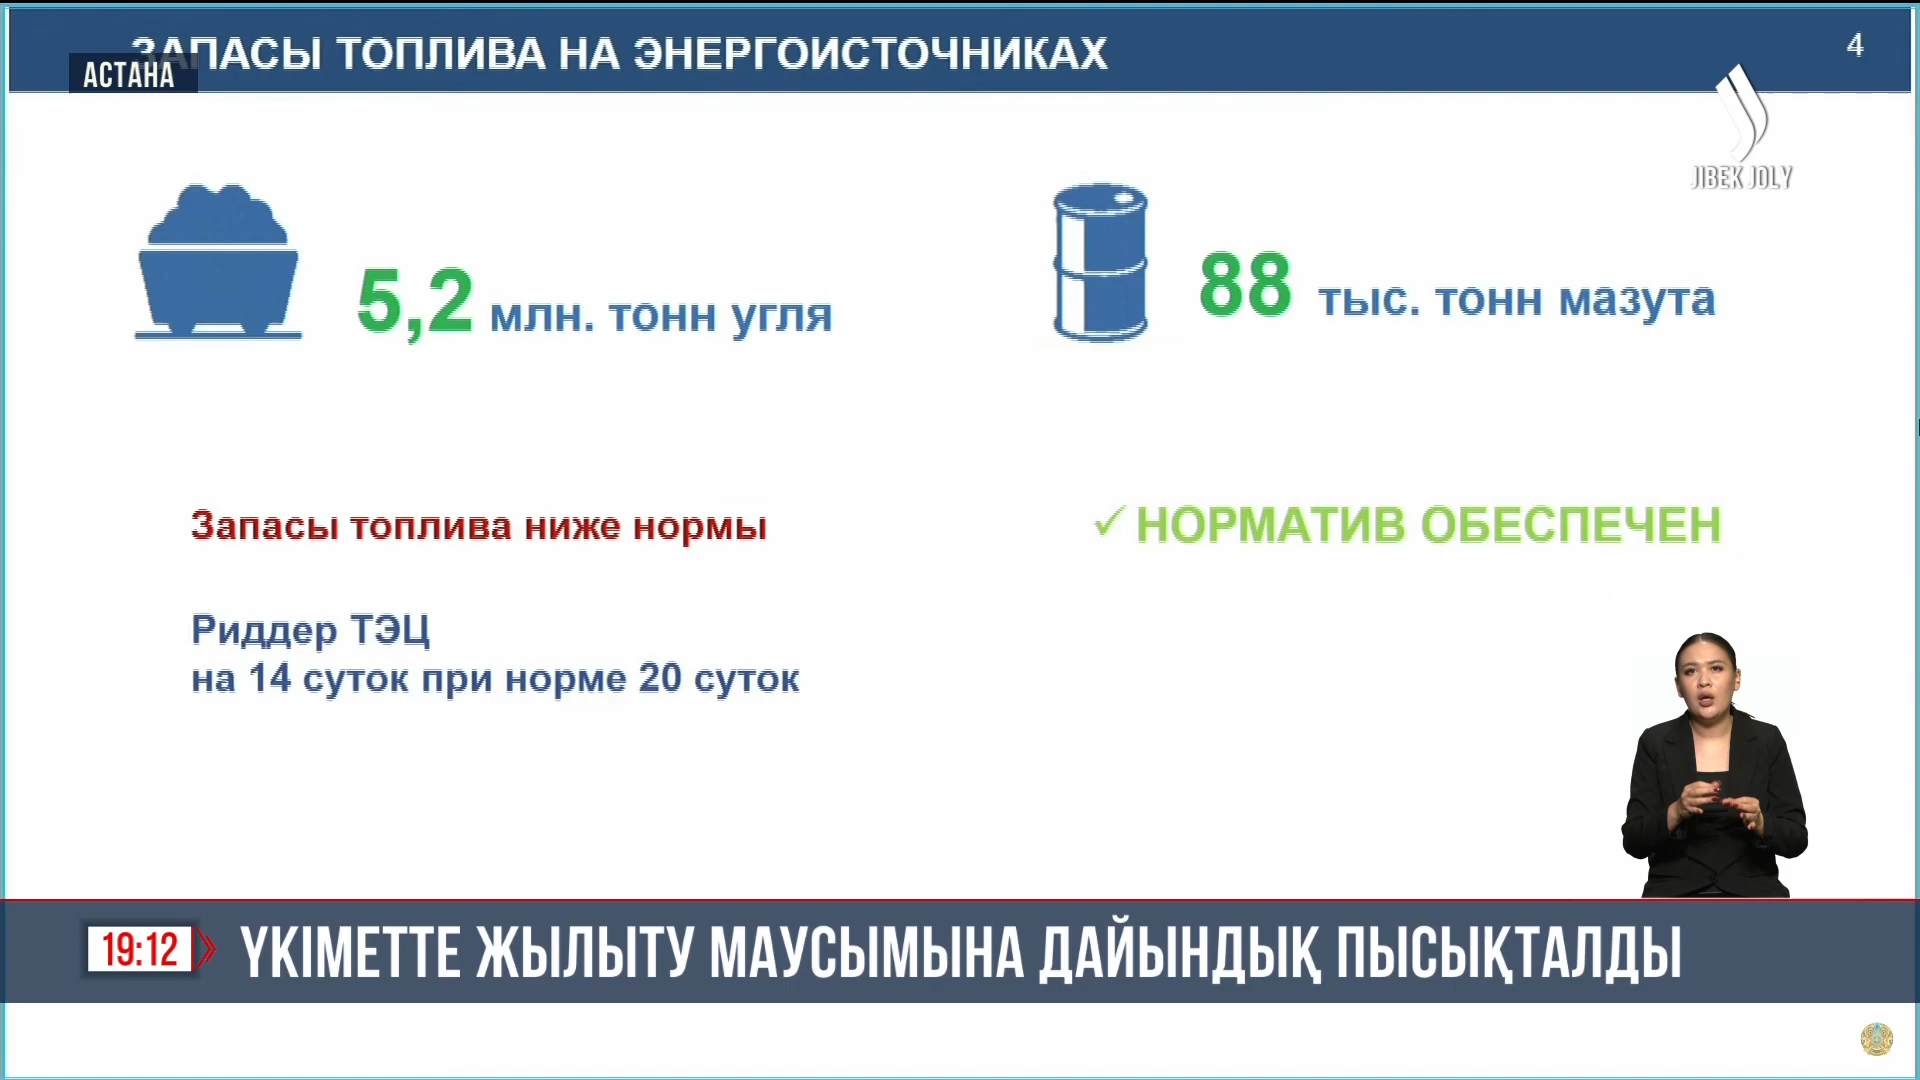 ЗАПАСЫ ТОПЛИВА НА ЭНЕРГОИСТОЧНИКАХ
4
АСТАНА
JIBEK JOLY
5,2 млн. тонн угля
88 тыс. тонн мазута
Запасы топлива ниже нормы
✓ НОРМАТИВ ОБЕСПЕЧЕН
Риддер ТЭЦ
на 14 суток при норме 20 суток
19:12
ҮКІМЕТТЕ ЖЫЛЫТУ МАУСЫМЫНА ДАЙЫНДЫҚ ПЫСЫҚТАЛДЫ